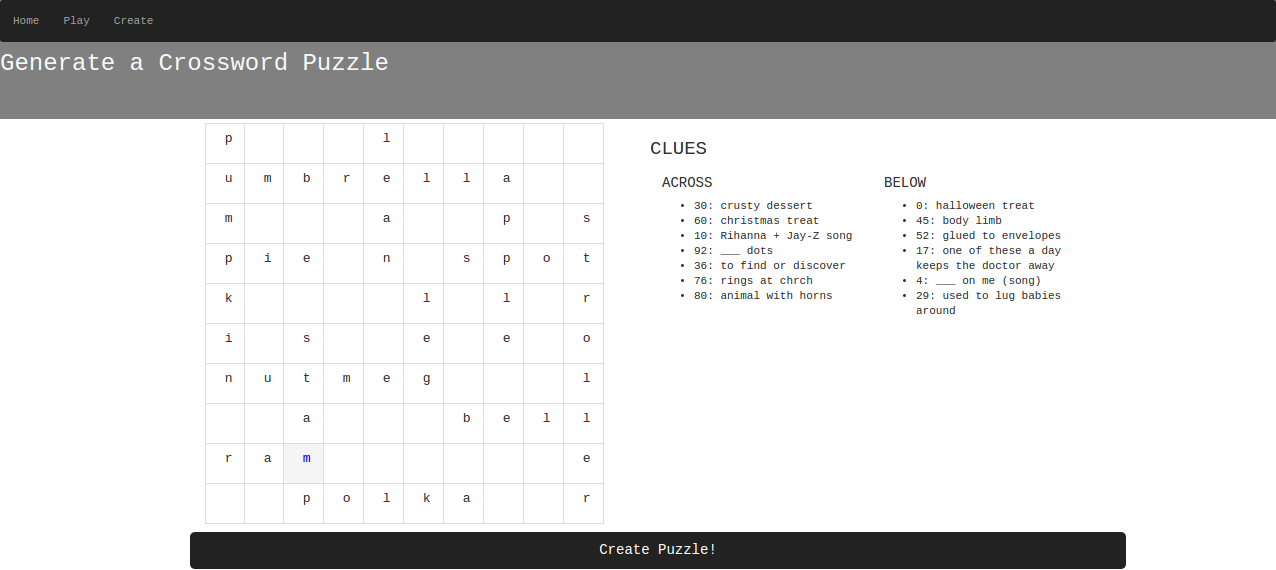 Home Play Create
Generate a Crossword Puzzle
p l
u m b r e l l a
m a p s
p i e n s p o t
k l l r
i s e e o
n u t m e g l
a b e l l
r a m e
p o l k a r
CLUES
ACROSS
30: crusty dessert
60: christmas treat
10: Rihanna + Jay-Z song
92: ___ dots
36: to find or discover
76: rings at chrch
80: animal with horns
BELOW
0: halloween treat
45: body limb
52: glued to envelopes
17: one of these a day
keeps the doctor away
4: ___ on me (song)
29: used to lug babies
around
Create Puzzle!